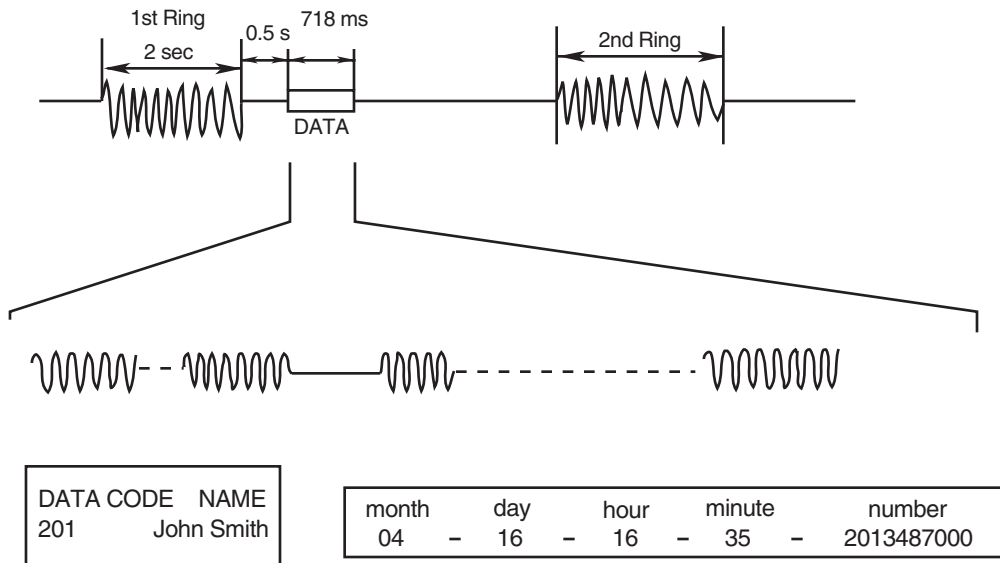 1st Ring
2 sec
0.5 s
718 ms
2nd Ring
DATA
DATA CODE NAME
201 John Smith
month day hour minute number
04 – 16 – 16 – 35 – 2013487000